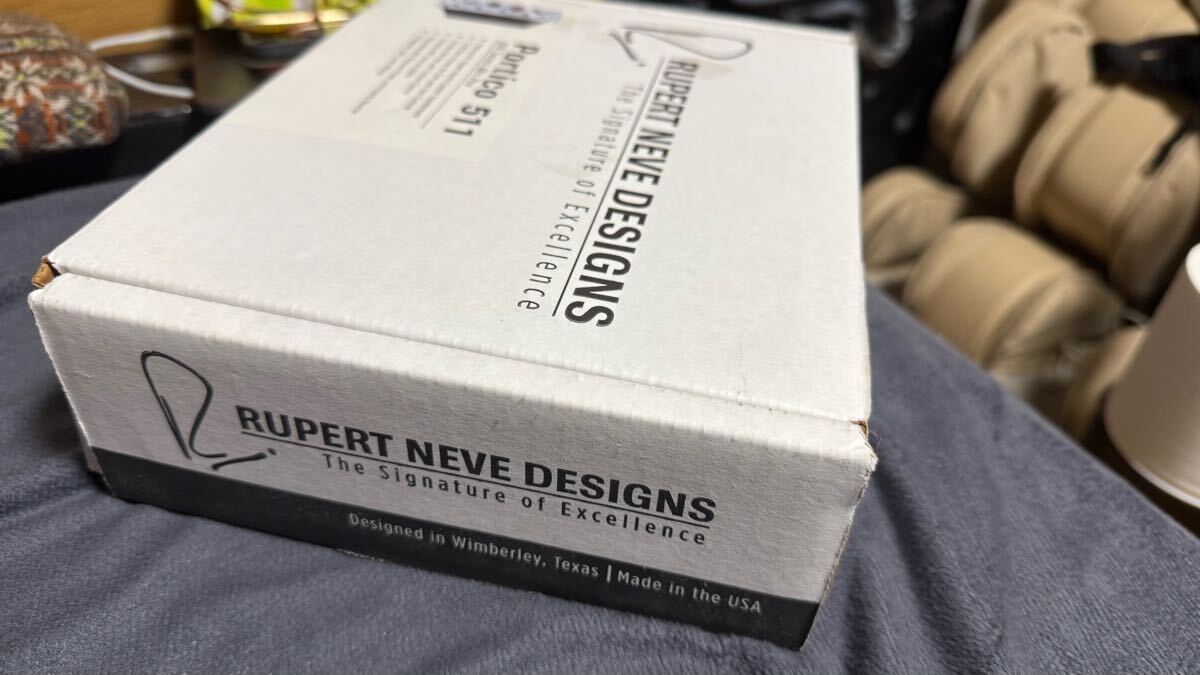 Portico 511
RUPERT NEVE DESIGNS
The Signature of Excellence
RUPERT NEVE DESIGNS
The Signature of Excellence
Designed in Wimberley, Texas | Made in the USA